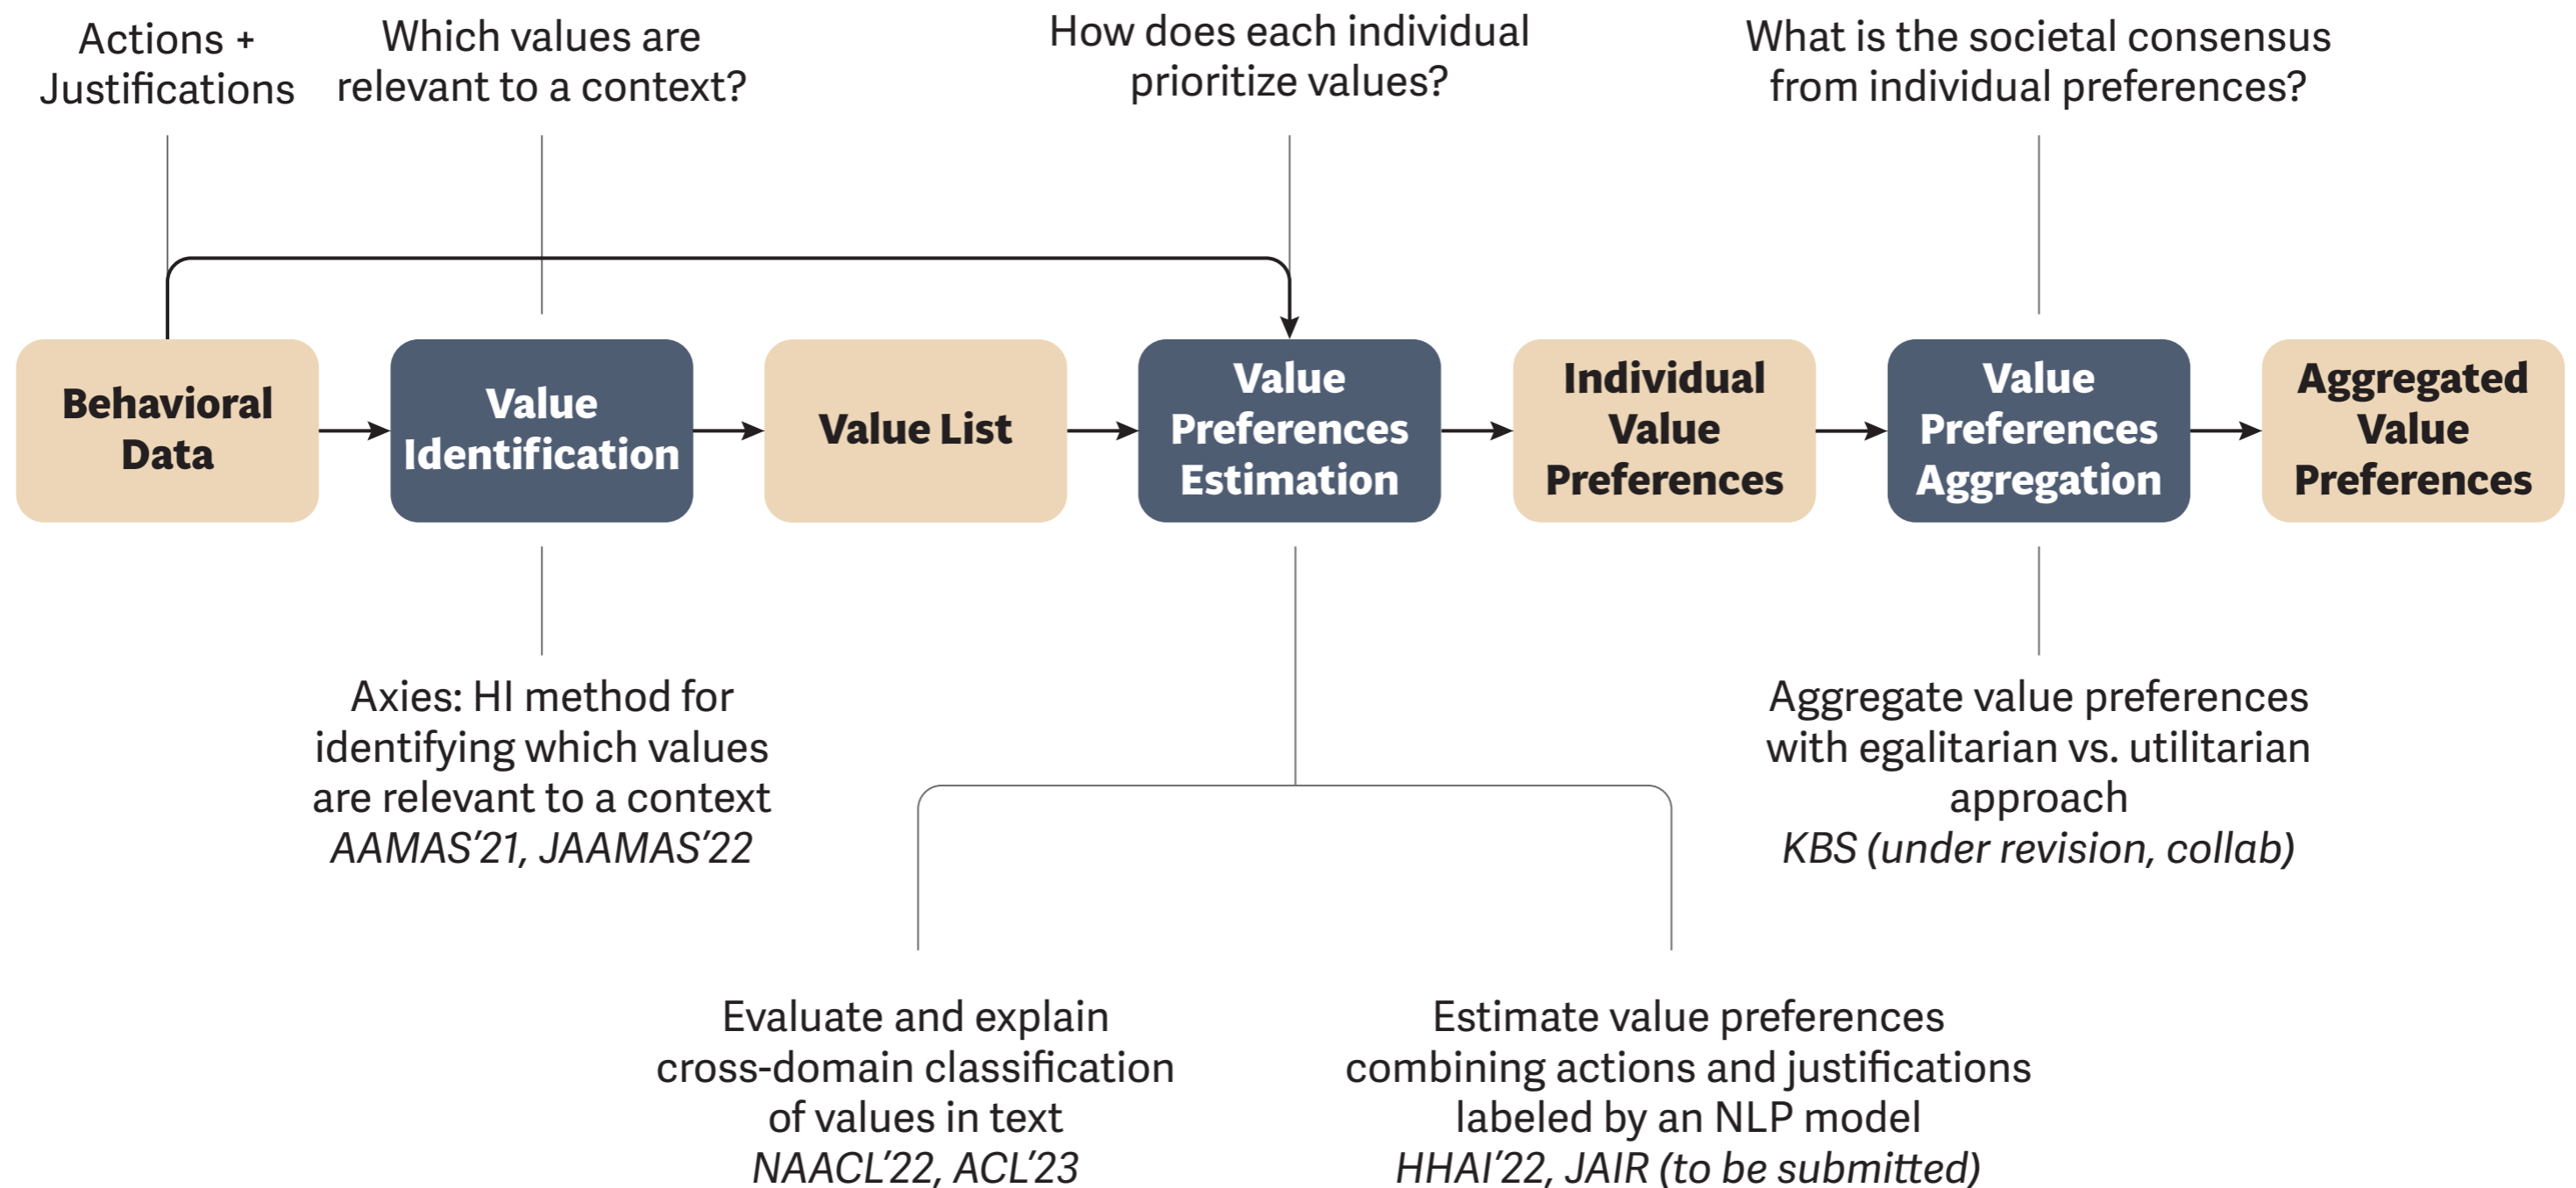 Actions +
Justifications
Which values are
relevant to a context?
How does each individual
prioritize values?
What is the societal consensus
from individual preferences?
Behavioral
Data
Value
Identification
Value List
Value
Preferences
Estimation
Individual
Value
Preferences
Value
Preferences
Aggregation
Aggregated
Value
Preferences
Axies: HI method for
identifying which values
are relevant to a context
AAMAS'21, JAAMAS'22
Aggregate value preferences
with egalitarian vs. utilitarian
approach
KBS (under revision, collab)
Evaluate and explain
cross-domain classification
of values in text
NAACL'22, ACL'23
Estimate value preferences
combining actions and justifications
labeled by an NLP model
HHAI'22, JAIR (to be submitted)